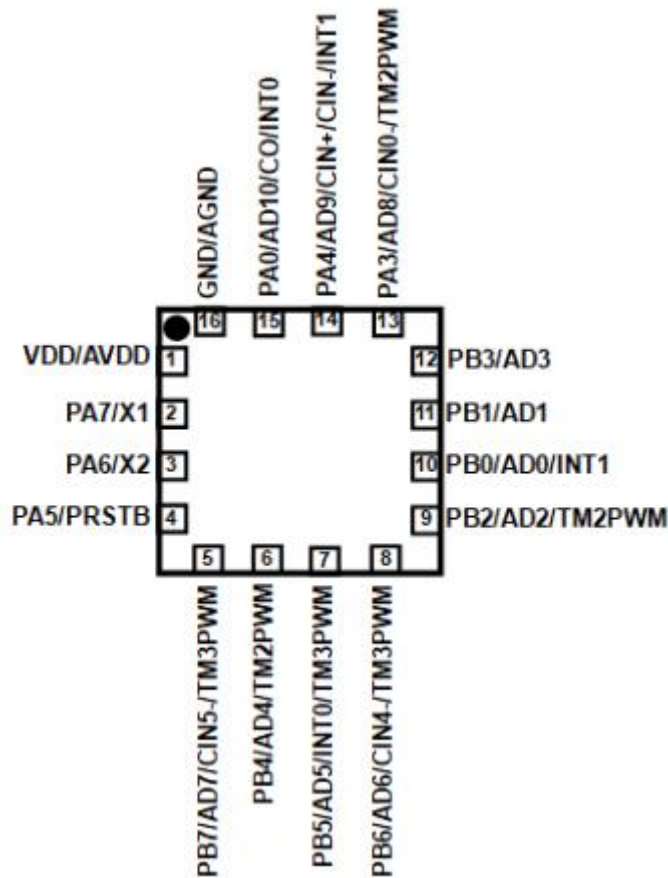 GND/AGND
PA0/AD10/CO/INT0
PA4/AD9/CIN+/CIN-/INT1
PA3/AD8/CIN0-/TM2PWM
16
15
14
13
VDD/AVDD 1
12 PB3/AD3
PA7/X1 2
11 PB1/AD1
PA6/X2 3
10 PB0/AD0/INT1
PA5/PRSTB 4
9 PB2/AD2/TM2PWM
5
6
7
8
PB7/AD7/CIN5-/TM3PWM
PB4/AD4/TM2PWM
PB5/AD5/INT0/TM3PWM
PB6/AD6/CIN4-/TM3PWM